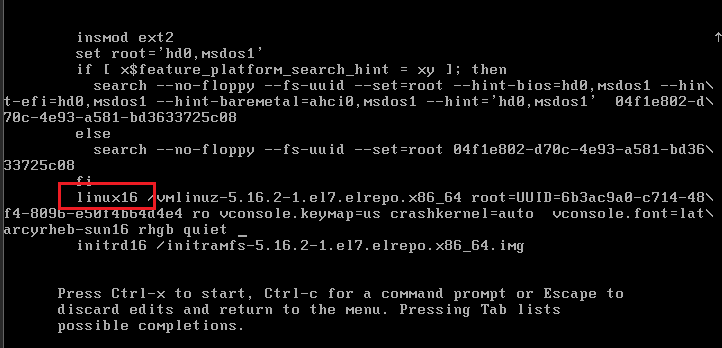 insmod ext2
set root='hd0,msdos1'
if [ x$feature_platform_search_hint = xy ]; then
search --no-floppy --fs-uuid --set=root --hint-bios=hd0,msdos1 --hin\
t-efi=hd0,msdos1 --hint-baremetal=ahci0,msdos1 --hint='hd0,msdos1'  04f1e802-d\
70c-4e93-a581-bd3633725c08
else
search --no-floppy --fs-uuid --set=root 04f1e802-d70c-4e93-a581-bd36\
33725c08
fi
linux16 /vmlinuz-5.16.2-1.el7.elrepo.x86_64 root=UUID=6b3ac9a0-c714-48\
f4-8096-e50f4b64d4e4 ro vconsole.keymap=us crashkernel=auto  vconsole.font=lat\
arcyrheb-sun16 rhgb quiet _
initrd16 /initramfs-5.16.2-1.el7.elrepo.x86_64.img
Press Ctrl-x to start, Ctrl-c for a command prompt or Escape to
discard edits and return to the menu. Pressing Tab lists
possible completions.